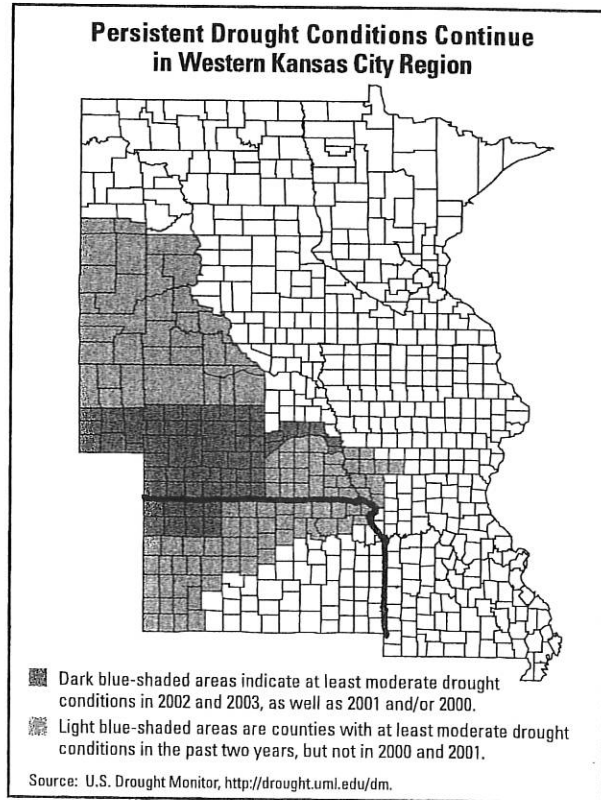 Persistent Drought Conditions Continue
in Western Kansas City Region
Dark blue-shaded areas indicate at least moderate drought
conditions in 2002 and 2003, as well as 2001 and/or 2000.
Light blue-shaded areas are counties with at least moderate drought
conditions in the past two years, but not in 2000 and 2001.
Source: U.S. Drought Monitor, http://drought.uml.edu/dm.